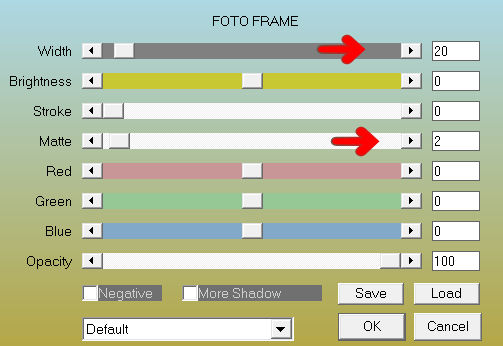 FOTO FRAME
Width 20
Brightness 0
Stroke 0
Matte 2
Red 0
Green 0
Blue 0
Opacity 100
Negative More Shadow Save Load
Default OK Cancel